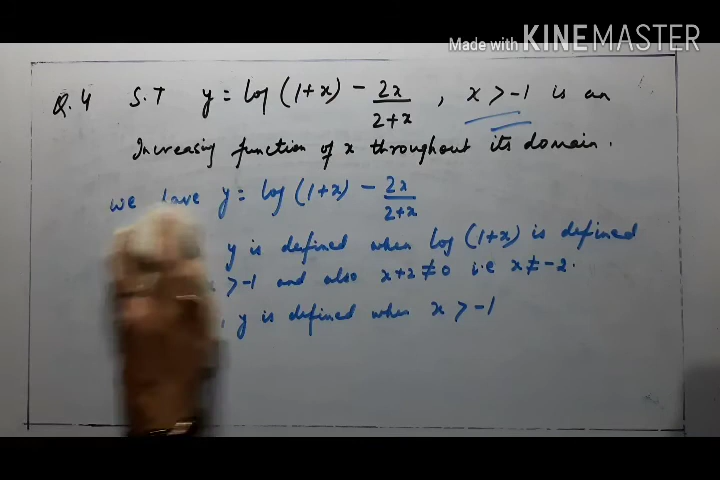 Made with KINEMASTER
Q.4 S.T y = log (1+x) - 2x/2+x , x > -1 is an
Increasing function of x throughout its domain.
we have y = log (1+x) - 2x/2+x
y is defined when log (1+x) is defined
x > -1 and also x+2 ≠ 0 i.e x ≠ -2.
, y is defined when x > -1